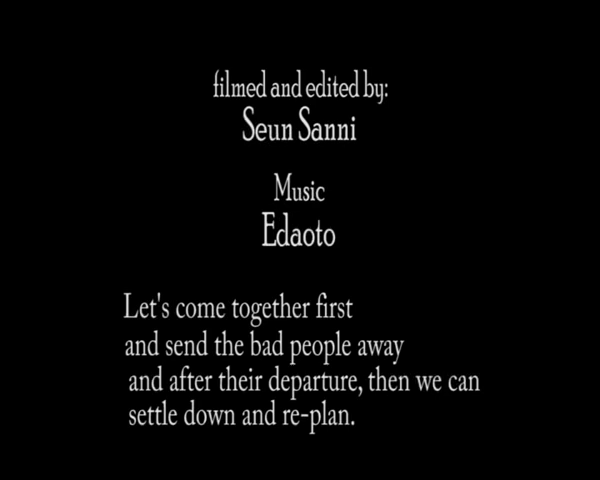 filmed and edited by:
Seun Sanni
Music
Edaoto
Let's come together first
and send the bad people away
and after their departure, then we can
settle down and re-plan.